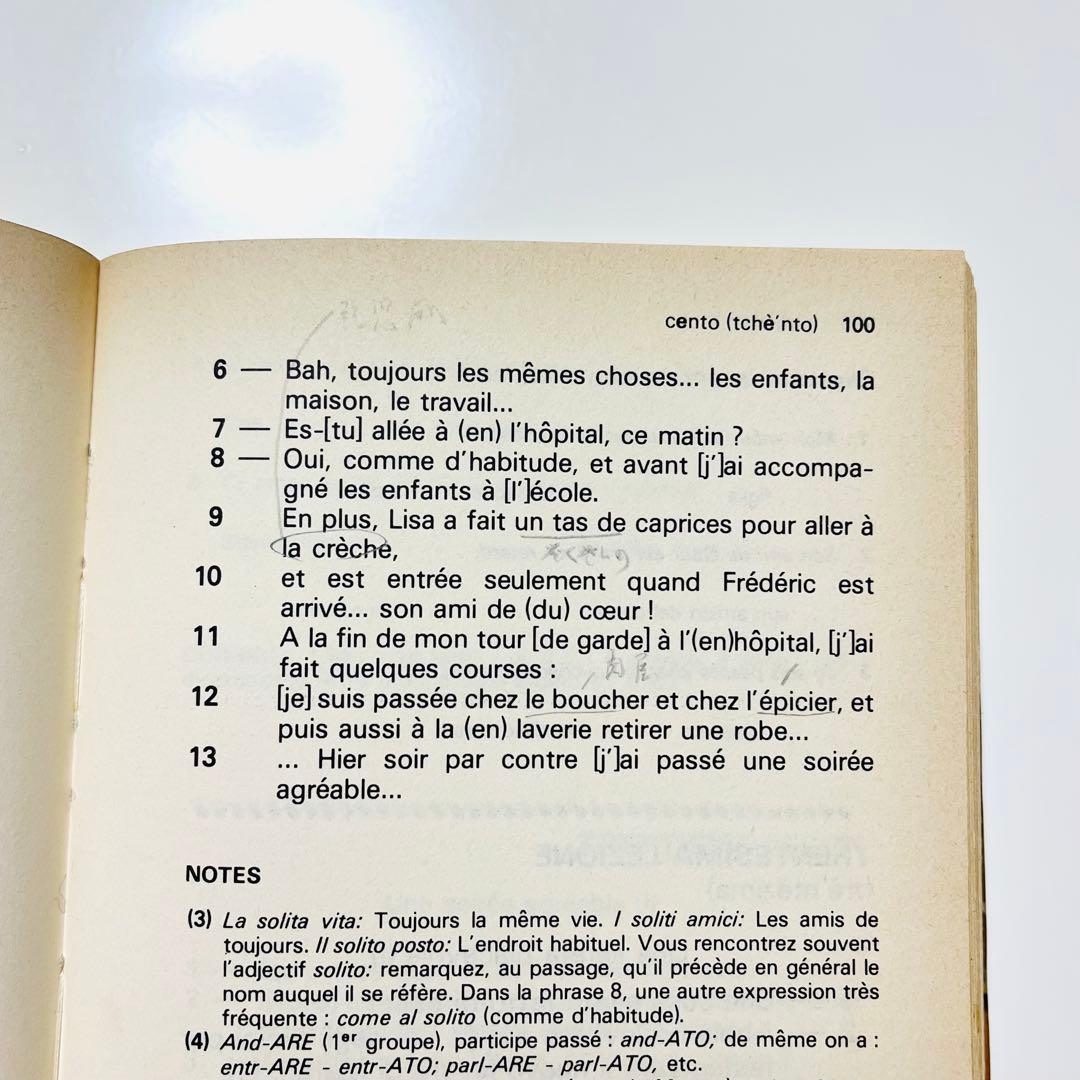 cento (tchè'nto) 100
6 — Bah, toujours les mêmes choses... les enfants, la
maison, le travail...
7 — Es-[tu] allée à (en) l'hôpital, ce matin ?
8 — Oui, comme d'habitude, et avant [j']ai accompa-
gné les enfants à [l']école.
9 En plus, Lisa a fait un tas de caprices pour aller à
la crèche,
たくさんの
10 et est entrée seulement quand Frédéric est
arrivé... son ami de (du) cœur !
11 A la fin de mon tour [de garde] à l'(en)hôpital, [j']ai
fait quelques courses :
肉屋
12 [je] suis passée chez le boucher et chez l'épicier, et
puis aussi à la (en) laverie retirer une robe...
13 ... Hier soir par contre [j']ai passé une soirée
agréable...
NOTES
(3) La solita vita: Toujours la même vie. I soliti amici: Les amis de
toujours. Il solito posto: L'endroit habituel. Vous rencontrez souvent
l'adjectif solito: remarquez, au passage, qu'il précède en général le
nom auquel il se réfère. Dans la phrase 8, une autre expression très
fréquente : come al solito (comme d'habitude).
(4) And-ARE (1er groupe), participe passé : and-ATO; de même on a :
entr-ARE - entr-ATO; parl-ARE - parl-ATO, etc.